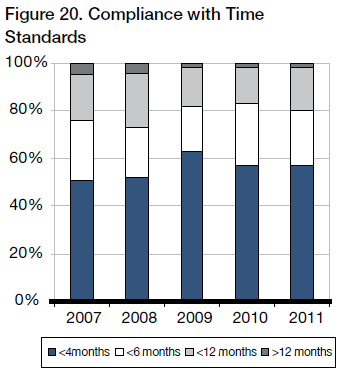 Figure 20. Compliance with Time
Standards
100%
80%
60%
40%
20%
0%
2007 2008 2009 2010 2011
<4months <6 months <12 months >12 months